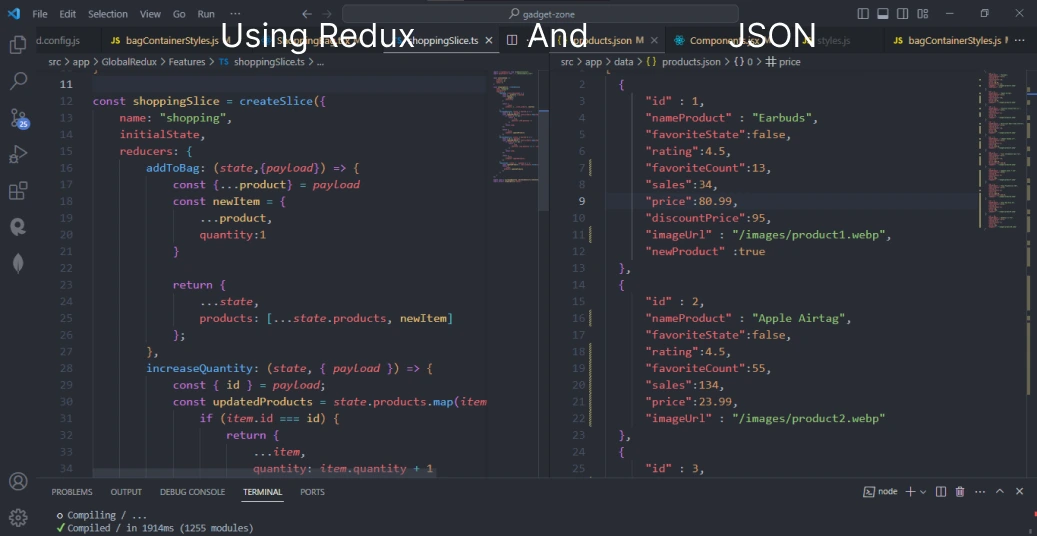 File Edit Selection View Go Run ··· gadget-zone
Using Redux And JSON
d.config.js JS bagContainerStyles.js shoppingSlice.ts products.json M Components styles.js JS bagContainerStyles.js
src > app > GlobalRedux > Features > TS shoppingSlice.ts > ...
11
12 const shoppingSlice = createSlice({
13 name: "shopping",
14 initialState,
15 reducers: {
16 addToBag: (state,{payload}) => {
17 const {...product} = payload
18 const newItem = {
19 ...product,
20 quantity:1
21 }
22
23 return {
24 ...state,
25 products: [...state.products, newItem]
26 };
27 },
28 increaseQuantity: (state, { payload }) => {
29 const { id } = payload;
30 const updatedProducts = state.products.map(item
31 if (item.id === id) {
32 return {
33 ...item,
34 quantity: item.quantity + 1
src > app > data > {} products.json > {} 0 > # price
2 {
3 "id" : 1,
4 "nameProduct" : "Earbuds",
5 "favoriteState":false,
6 "rating":4.5,
7 "favoriteCount":13,
8 "sales":34,
9 "price":80.99,
10 "discountPrice":95,
11 "imageUrl" : "/images/product1.webp",
12 "newProduct" :true
13 },
14 {
15 "id" : 2,
16 "nameProduct" : "Apple Airtag",
17 "favoriteState":false,
18 "rating":4.5,
19 "favoriteCount":55,
20 "sales":134,
21 "price":23.99,
22 "imageUrl" : "/images/product2.webp"
23 },
24 {
25 "id" : 3,
25
PROBLEMS OUTPUT DEBUG CONSOLE TERMINAL PORTS node
Compiling / ...
✓ Compiled / in 1914ms (1255 modules)